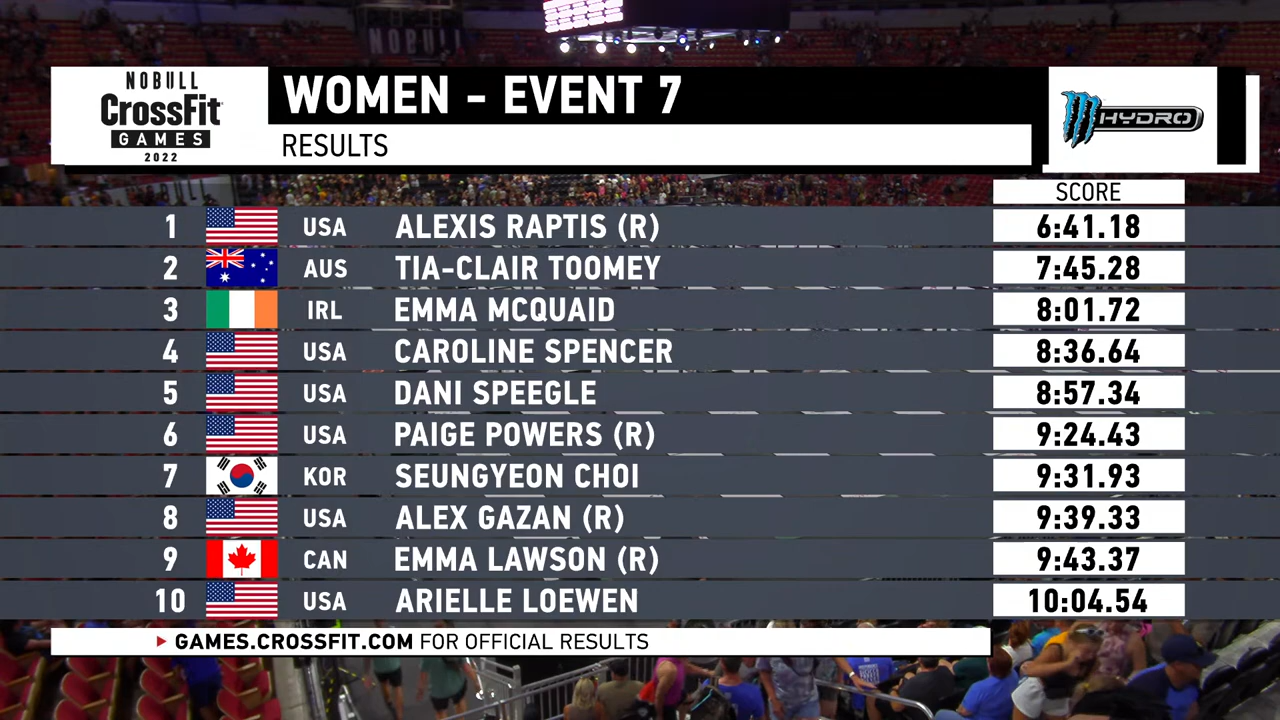 NOBULL
NOBULL
CrossFit
GAMES
2022
WOMEN - EVENT 7
RESULTS
HYDRO
SCORE
1 USA ALEXIS RAPTIS (R) 6:41.18
2 AUS TIA-CLAIR TOOMEY 7:45.28
3 IRL EMMA MCQUAID 8:01.72
4 USA CAROLINE SPENCER 8:36.64
5 USA DANI SPEEGLE 8:57.34
6 USA PAIGE POWERS (R) 9:24.43
7 KOR SEUNGYEON CHOI 9:31.93
8 USA ALEX GAZAN (R) 9:39.33
9 CAN EMMA LAWSON (R) 9:43.37
10 USA ARIELLE LOEWEN 10:04.54
GAMES.CROSSFIT.COM FOR OFFICIAL RESULTS